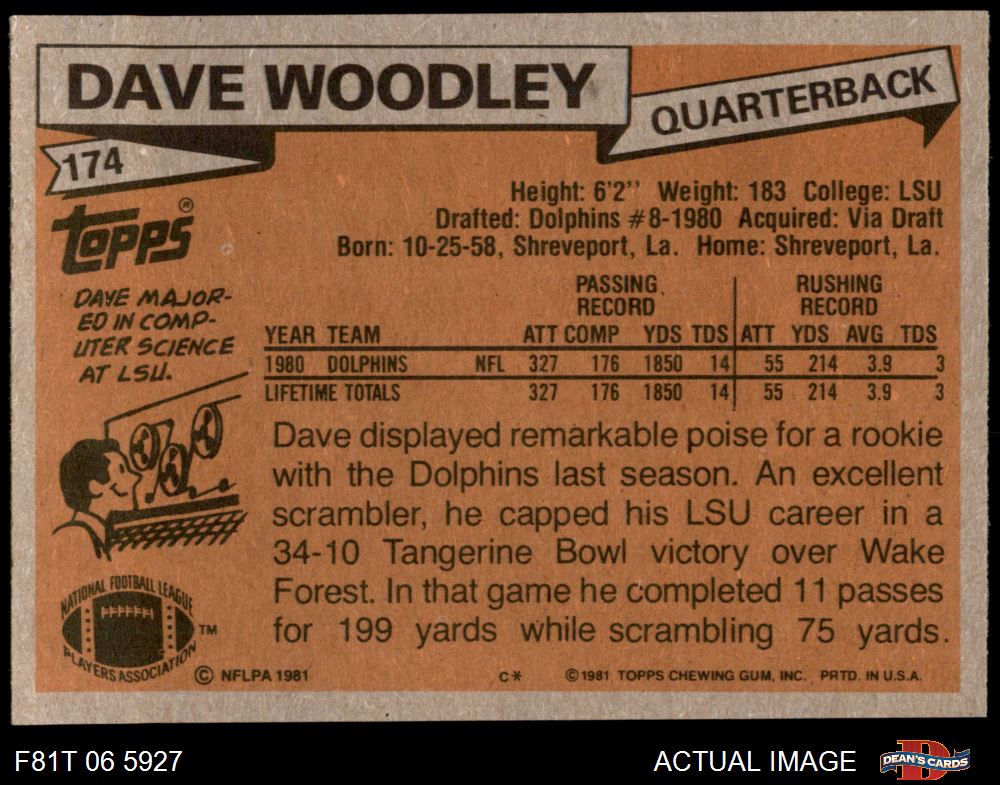 DAVE WOODLEY
QUARTERBACK
174
TOPPS®
Height: 6'2'' Weight: 183 College: LSU
Drafted: Dolphins #8-1980 Acquired: Via Draft
Born: 10-25-58, Shreveport, La. Home: Shreveport, La.
DAVE MAJOR-
ED IN COMP-
UTER SCIENCE
AT LSU.
PASSING RECORD RUSHING RECORD
YEAR TEAM ATT COMP YDS TDS ATT YDS AVG TDS
1980 DOLPHINS NFL 327 176 1850 14 55 214 3.9 3
LIFETIME TOTALS 327 176 1850 14 55 214 3.9 3
Dave displayed remarkable poise for a rookie
with the Dolphins last season. An excellent
scrambler, he capped his LSU career in a
34-10 Tangerine Bowl victory over Wake
Forest. In that game he completed 11 passes
for 199 yards while scrambling 75 yards.
NATIONAL FOOTBALL LEAGUE
PLAYERS ASSOCIATION
™
© NFLPA 1981 C* © 1981 TOPPS CHEWING GUM, INC. PRTD. IN U.S.A.
F81T 06 5927 ACTUAL IMAGE
D
DEAN'S CARDS